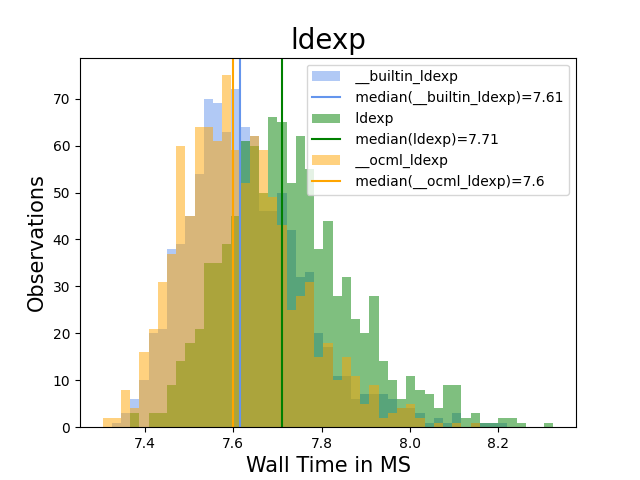 ldexp
__builtin_ldexp
median(__builtin_ldexp)=7.61
ldexp
median(ldexp)=7.71
__ocml_ldexp
median(__ocml_ldexp)=7.6
Observations
70
60
50
40
30
20
10
0
7.4 7.6 7.8 8.0 8.2
Wall Time in MS